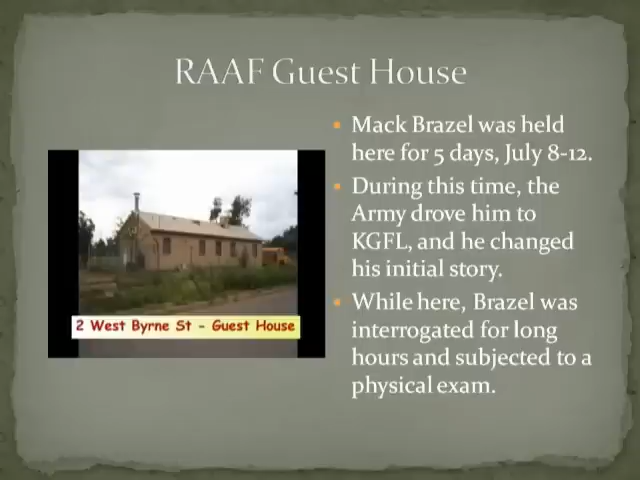 RAAF Guest House
Mack Brazel was held
here for 5 days, July 8-12.
During this time, the
Army drove him to
KGFL, and he changed
his initial story.
While here, Brazel was
interrogated for long
hours and subjected to a
physical exam.
2 West Byrne St - Guest House